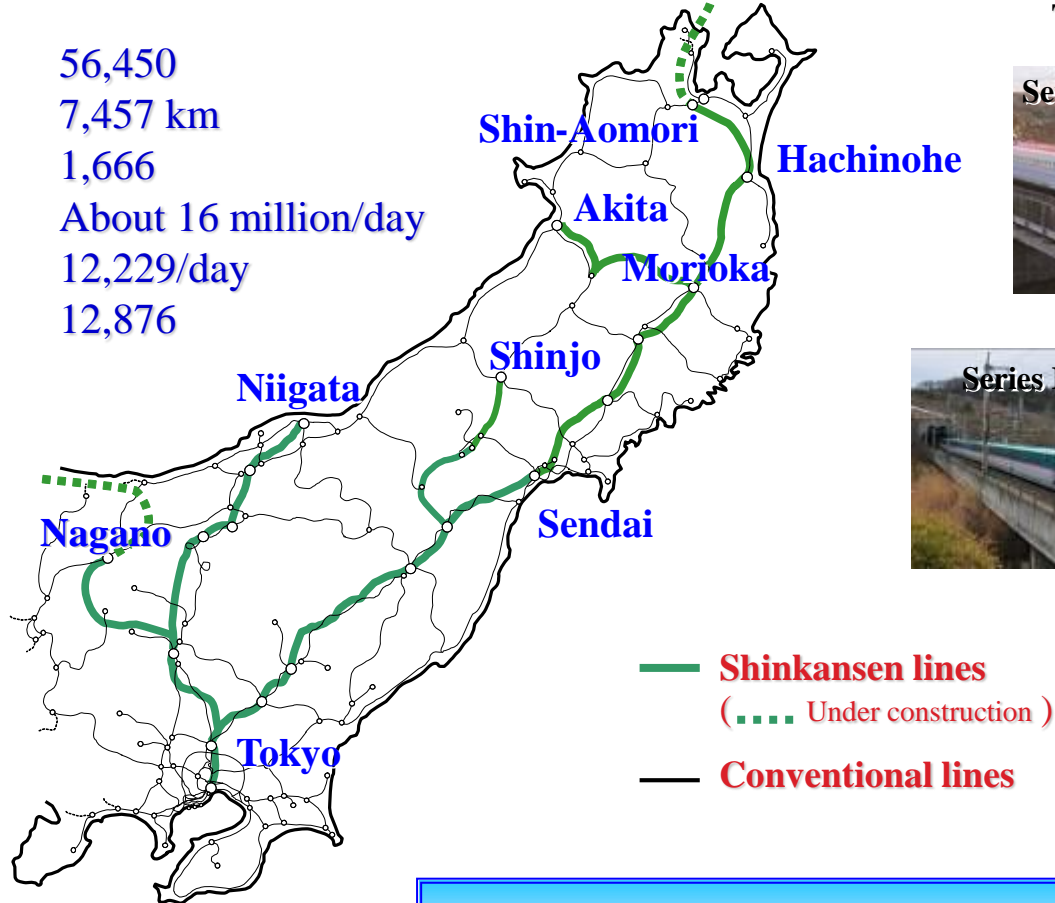 56,450
7,457 km
1,666
About 16 million/day
12,229/day
12,876
Shin-Aomori
Hachinohe
Akita
Morioka
Shinjo
Niigata
Sendai
Nagano
Tokyo
Series
Shinkansen lines
( Under construction )
Conventional lines